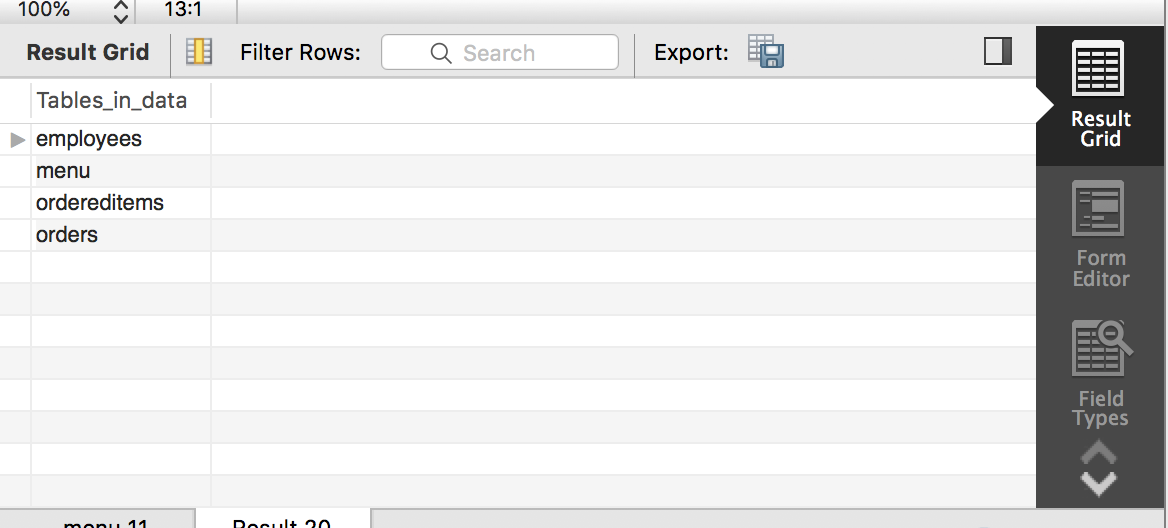 100% 13:1
Result Grid Filter Rows: Search Export:
Tables_in_data
employees
menu
ordereditems
orders
Result
Grid
Form
Editor
Field
Types
menu 11 Result 20